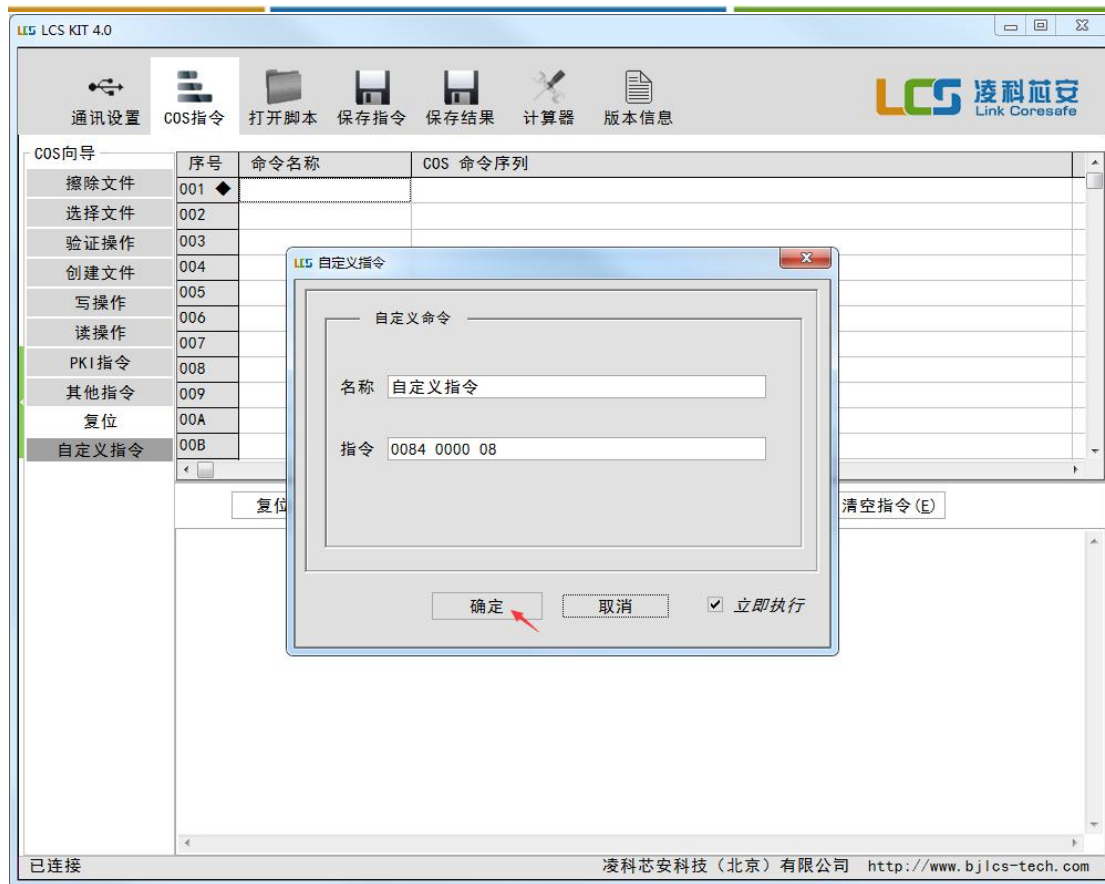 LCS LCS KIT 4.0
通讯设置 COS指令 打开脚本 保存指令 保存结果 计算器 版本信息
LCS 凌科芯安
Link Coresafe
COS向导
擦除文件
选择文件
验证操作
创建文件
写操作
读操作
PKI指令
其他指令
复位
自定义指令
序号 命令名称 COS 命令序列
001
002
003
004
005
006
007
008
009
00A
00B
LCS 自定义指令
自定义命令
名称 自定义指令
指令 0084 0000 08
确定 取消 立即执行
复位
清空指令(E)
已连接 凌科芯安科技（北京）有限公司 http://www.bjlcs-tech.com